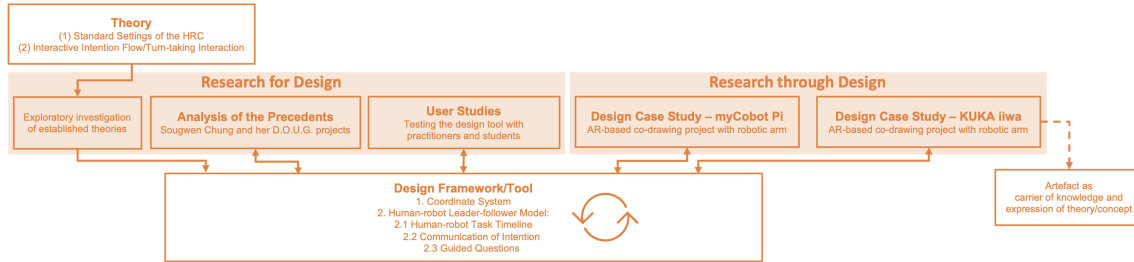 Theory
(1) Standard Settings of the HRC
(2) Interactive Intention Flow/Turn-taking Interaction
Research for Design
Exploratory investigation
of established theories
Analysis of the Precedents
Sougwen Chung and her D.O.U.G. projects
User Studies
Testing the design tool with
practitioners and students
Research through Design
Design Case Study – myCobot Pi
AR-based co-drawing project with robotic arm
Design Case Study – KUKA iiwa
AR-based co-drawing project with robotic arm
Design Framework/Tool
1. Coordinate System
2. Human-robot Leader-follower Model:
2.1 Human-robot Task Timeline
2.2 Communication of Intention
2.3 Guided Questions
Artefact as
carrier of knowledge and
expression of theory/concept